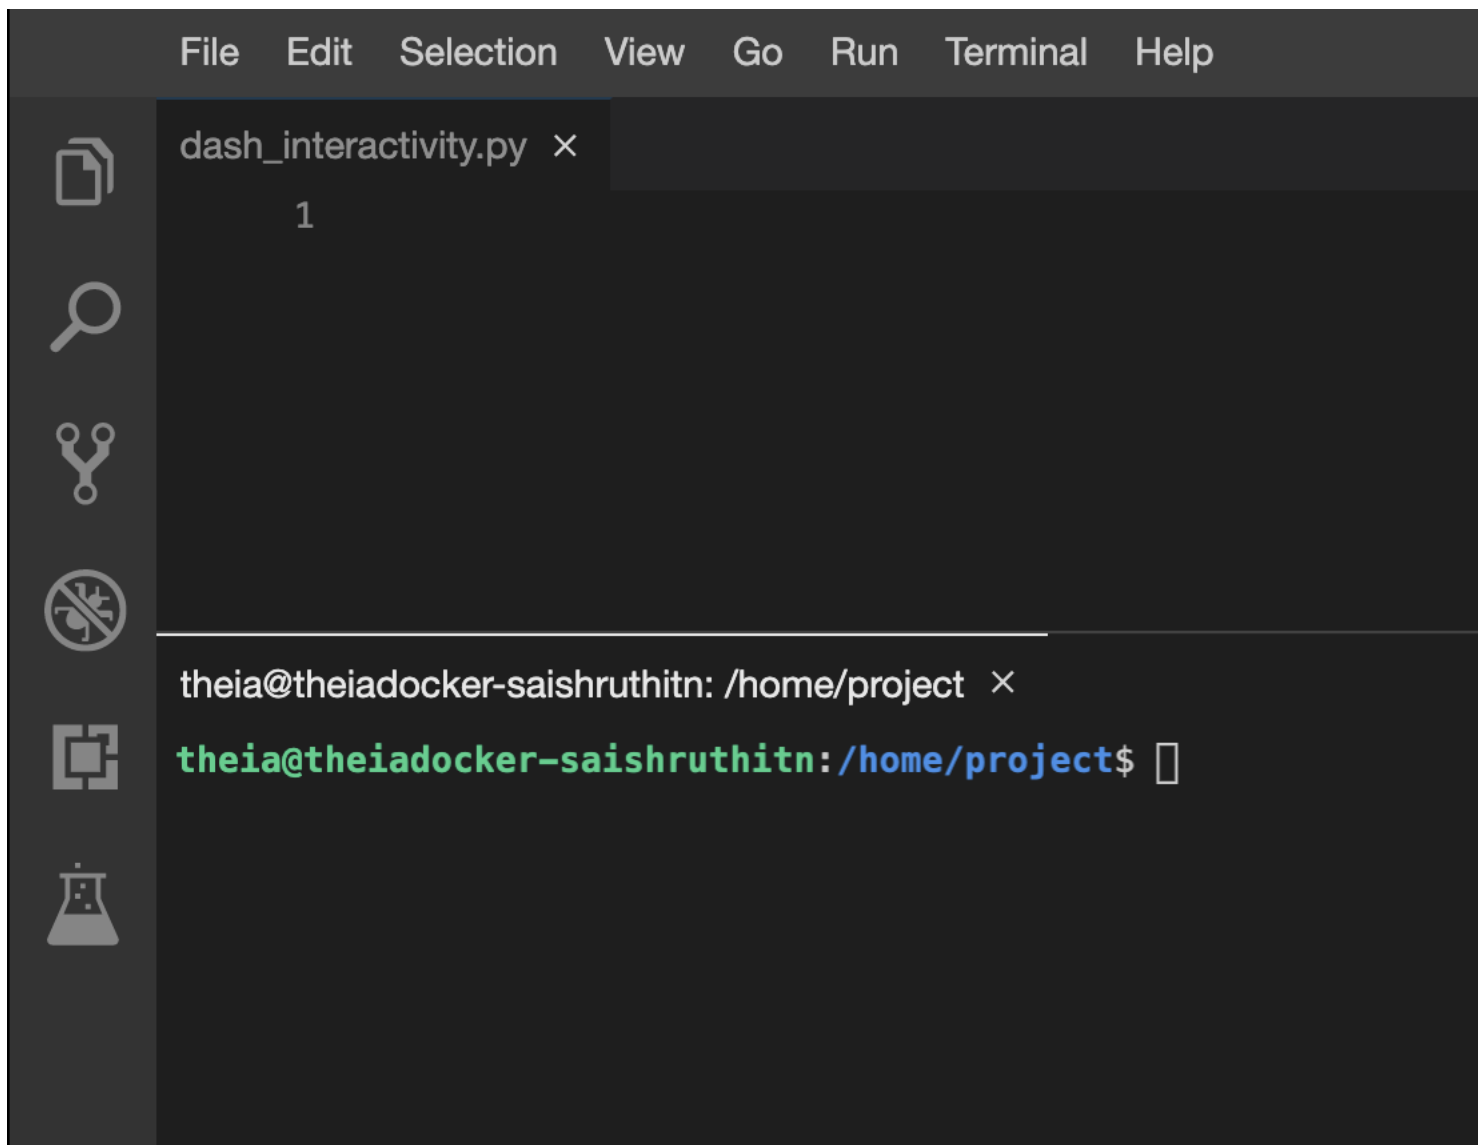 File Edit Selection View Go Run Terminal Help
dash_interactivity.py ×
1
theia@theiadocker-saishruthitn: /home/project ×
theia@theiadocker-saishruthitn:/home/project$